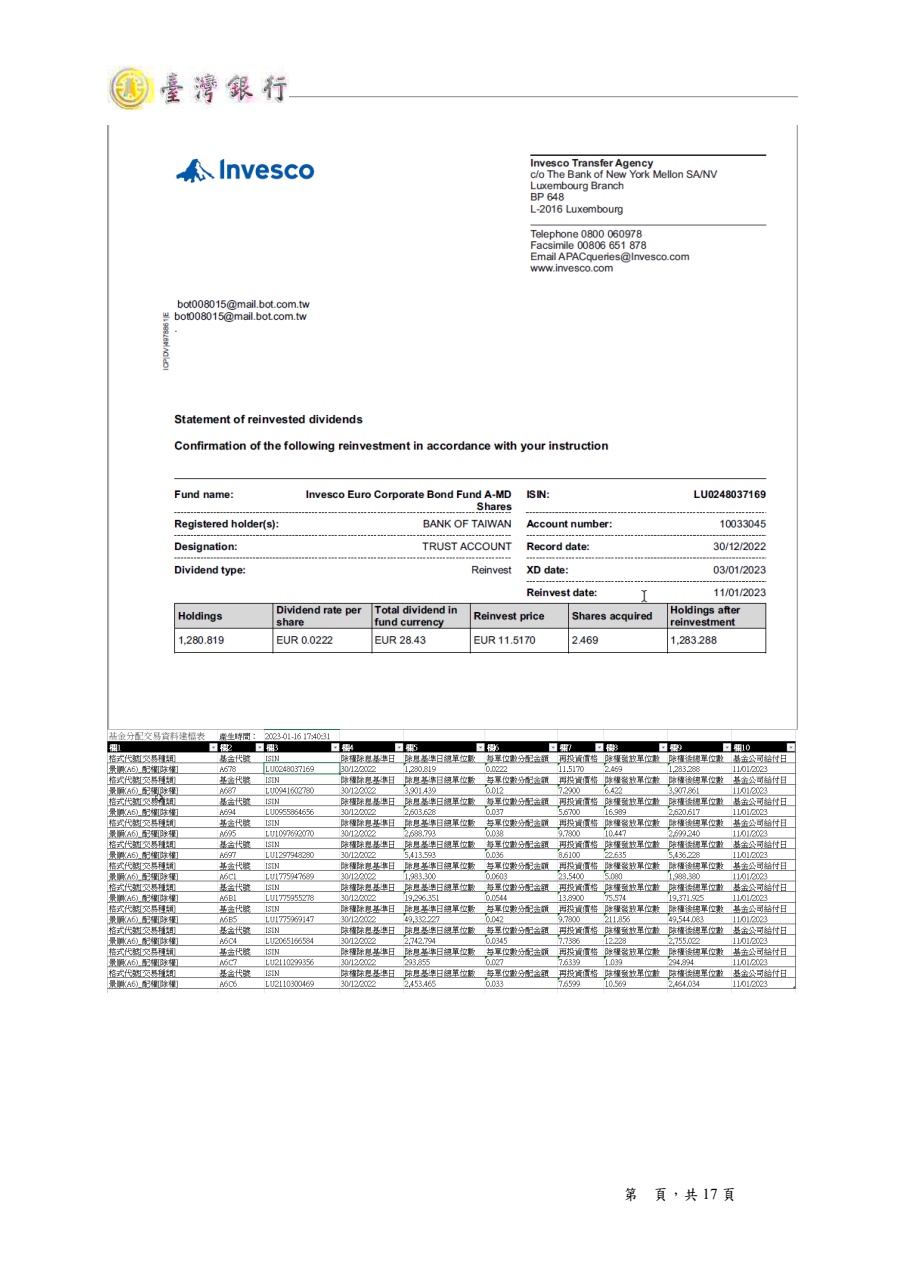 臺灣銀行
Invesco
Invesco Transfer Agency
c/o The Bank of New York Mellon SA/NV
Luxembourg Branch
BP 648
L-2016 Luxembourg
Telephone 0800 060978
Facsimile 00806 651 878
Email APACqueries@Invesco.com
www.invesco.com
bot008015@mail.bot.com.tw
bot008015@mail.bot.com.tw
.
ICP|DV|4978861|E
Statement of reinvested dividends
Confirmation of the following reinvestment in accordance with your instruction
Fund name: Invesco Euro Corporate Bond Fund A-MD Shares ISIN: LU0248037169
Registered holder(s): BANK OF TAIWAN Account number: 10033045
Designation: TRUST ACCOUNT Record date: 30/12/2022
Dividend type: Reinvest XD date: 03/01/2023
Reinvest date: 11/01/2023
Holdings Dividend rate per share Total dividend in fund currency Reinvest price Shares acquired Holdings after reinvestment
1,280.819 EUR 0.0222 EUR 28.43 EUR 11.5170 2.469 1,283.288
基金分配交易資料建檔表 產生時間： 2023-01-16 17:40:31
欄1 欄2 欄3 欄4 欄5 欄6 欄7 欄8 欄9 欄10
格式代號[交易種類] 基金代號 ISIN 除權除息基準日 除息基準日總單位數 每單位數分配金額 再投資價格 除權發放單位數 除權後總單位數 基金公司給付日
景順(A6)_配權[除權] A678 LU0248037169 30/12/2022 1,280.819 0.0222 11.5170 2.469 1,283.288 11/01/2023
格式代號[交易種類] 基金代號 ISIN 除權除息基準日 除息基準日總單位數 每單位數分配金額 再投資價格 除權發放單位數 除權後總單位數 基金公司給付日
景順(A6)_配權[除權] A687 LU0941602780 30/12/2022 3,901.439 0.012 7.2900 6.422 3,907.861 11/01/2023
格式代號[交易種類] 基金代號 ISIN 除權除息基準日 除息基準日總單位數 每單位數分配金額 再投資價格 除權發放單位數 除權後總單位數 基金公司給付日
景順(A6)_配權[除權] A694 LU0955864656 30/12/2022 2,603.628 0.037 5.6700 16.989 2,620.617 11/01/2023
格式代號[交易種類] 基金代號 ISIN 除權除息基準日 除息基準日總單位數 每單位數分配金額 再投資價格 除權發放單位數 除權後總單位數 基金公司給付日
景順(A6)_配權[除權] A695 LU1097692070 30/12/2022 2,688.793 0.038 9.7800 10.447 2,699.240 11/01/2023
格式代號[交易種類] 基金代號 ISIN 除權除息基準日 除息基準日總單位數 每單位數分配金額 再投資價格 除權發放單位數 除權後總單位數 基金公司給付日
景順(A6)_配權[除權] A697 LU1297948280 30/12/2022 5,413.593 0.036 8.6100 22.635 5,436.228 11/01/2023
格式代號[交易種類] 基金代號 ISIN 除權除息基準日 除息基準日總單位數 每單位數分配金額 再投資價格 除權發放單位數 除權後總單位數 基金公司給付日
景順(A6)_配權[除權] A6C1 LU1775947689 30/12/2022 1,983.300 0.0603 23.5400 5.080 1,988.380 11/01/2023
格式代號[交易種類] 基金代號 ISIN 除權除息基準日 除息基準日總單位數 每單位數分配金額 再投資價格 除權發放單位數 除權後總單位數 基金公司給付日
景順(A6)_配權[除權] A6B1 LU1775955278 30/12/2022 19,296.351 0.0544 13.8900 75.574 19,371.925 11/01/2023
格式代號[交易種類] 基金代號 ISIN 除權除息基準日 除息基準日總單位數 每單位數分配金額 再投資價格 除權發放單位數 除權後總單位數 基金公司給付日
景順(A6)_配權[除權] A6B5 LU1775969147 30/12/2022 49,332.227 0.042 9.7800 211.856 49,544.083 11/01/2023
格式代號[交易種類] 基金代號 ISIN 除權除息基準日 除息基準日總單位數 每單位數分配金額 再投資價格 除權發放單位數 除權後總單位數 基金公司給付日
景順(A6)_配權[除權] A6C4 LU2065166584 30/12/2022 2,742.794 0.0345 7.7386 12.228 2,755.022 11/01/2023
格式代號[交易種類] 基金代號 ISIN 除權除息基準日 除息基準日總單位數 每單位數分配金額 再投資價格 除權發放單位數 除權後總單位數 基金公司給付日
景順(A6)_配權[除權] A6C7 LU2110299356 30/12/2022 293.855 0.027 7.6339 1.039 294.894 11/01/2023
格式代號[交易種類] 基金代號 ISIN 除權除息基準日 除息基準日總單位數 每單位數分配金額 再投資價格 除權發放單位數 除權後總單位數 基金公司給付日
景順(A6)_配權[除權] A6C6 LU2110300469 30/12/2022 2,453.465 0.033 7.6599 10.569 2,464.034 11/01/2023
第 頁，共 17 頁